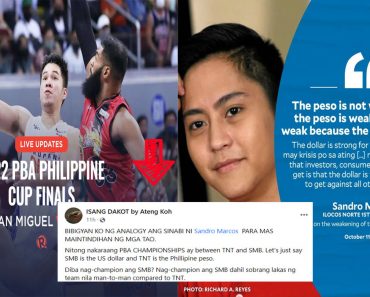 LIVE UPDATES
22 PBA PHILIPPINE
CUP FINALS
AN MIGUEL
The peso is not
the peso is weak
weak because the
The dollar is strong for
may krisis po sa ating [...]
that investors, consume
get is that the dollar is
to get against all othe
Sandro M
ILOCOS NORTE 1ST
on the weakening of th
October 11
ISANG DAKOT by Ateng Koh
11h
BIBIGYAN KO NG ANALOGY ANG SINABI NI Sandro Marcos PARA MAS
MAINTINDIHAN NG MGA TAO.
Nitong nakaraang PBA CHAMPIONSHIPS ay between TNT and SMB. Let's just say
SMB is the US dollar and TNT is the Phillipine peso.
Diba nag-champion ang SMB? Nag-champion ang SMB dahil sobrang lakas ng
team nila man-to-man compared to TNT.
PHOTO: RICHARD A. REYES